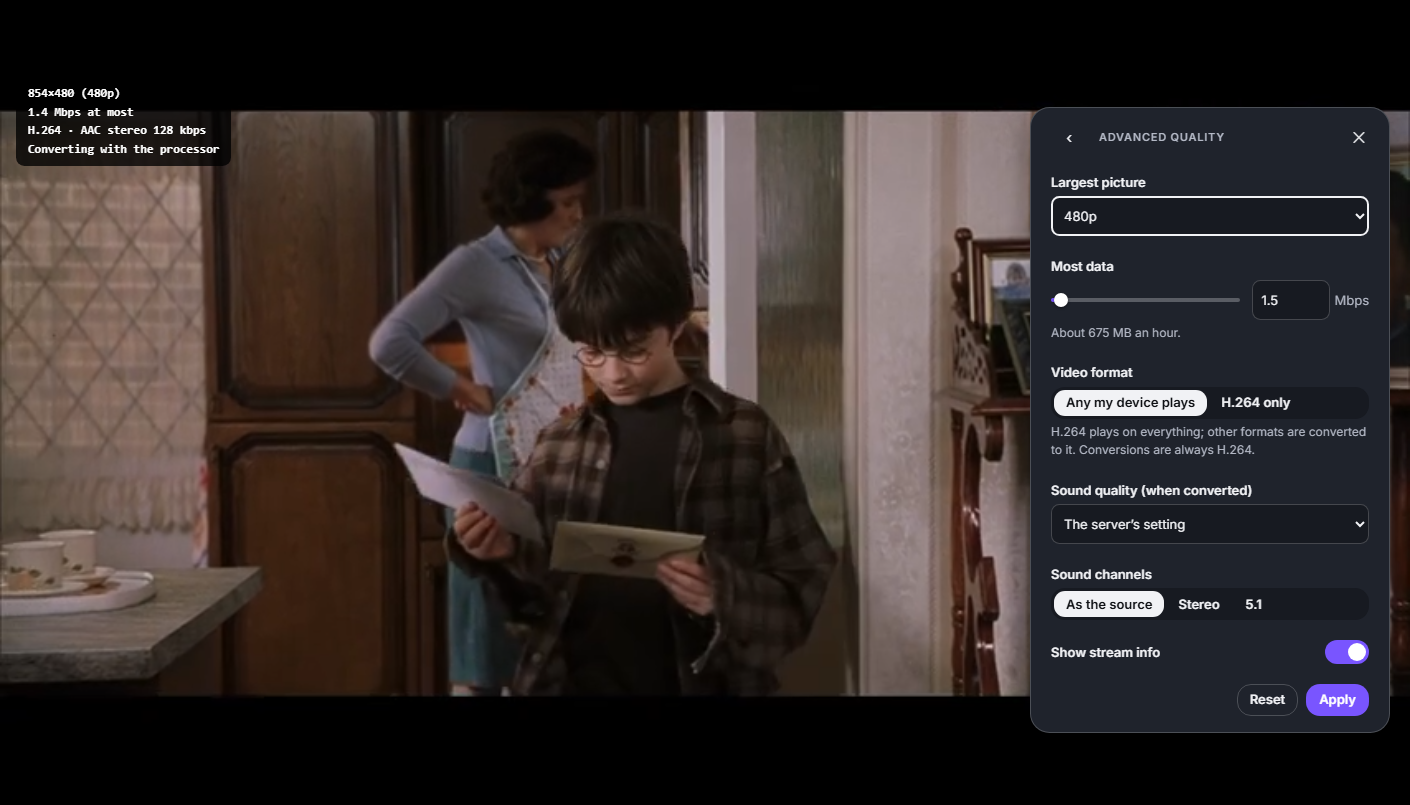 854×480 (480p)
1.4 Mbps at most
H.264 · AAC stereo 128 kbps
Converting with the processor
ADVANCED QUALITY
Largest picture
480p
Most data
1.5 Mbps
About 675 MB an hour.
Video format
Any my device plays H.264 only
H.264 plays on everything; other formats are converted
to it. Conversions are always H.264.
Sound quality (when converted)
The server's setting
Sound channels
As the source Stereo 5.1
Show stream info
Reset Apply